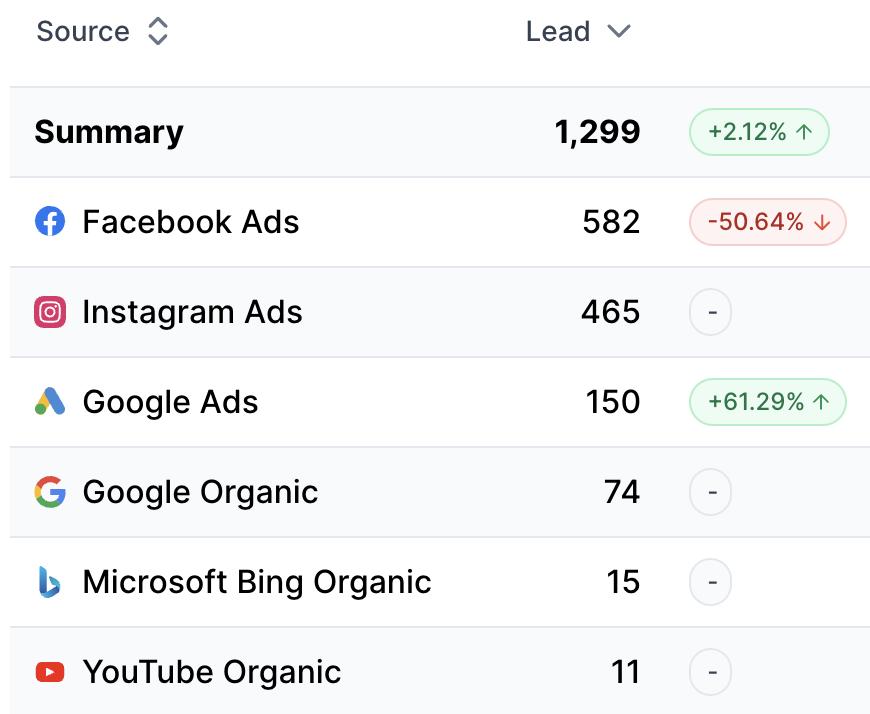 Source Lead
Summary 1,299 +2.12% ↑
Facebook Ads 582 -50.64% ↓
Instagram Ads 465 -
Google Ads 150 +61.29% ↑
Google Organic 74 -
Microsoft Bing Organic 15 -
YouTube Organic 11 -